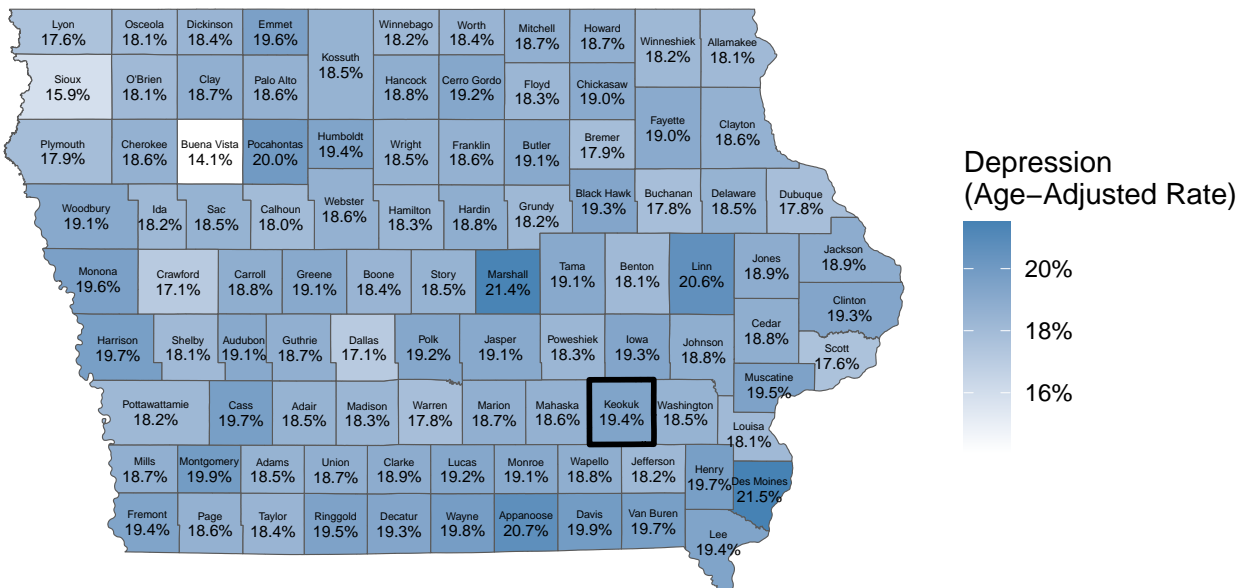 Lyon
17.6%
Osceola
18.1%
Dickinson
18.4%
Emmet
19.6%
Kossuth
18.5%
Winnebago
18.2%
Worth
18.4%
Mitchell
18.7%
Howard
18.7%
Winneshiek
18.2%
Allamakee
18.1%
Sioux
15.9%
O'Brien
18.1%
Clay
18.7%
Palo Alto
18.6%
Hancock
18.8%
Cerro Gordo
19.2%
Floyd
18.3%
Chickasaw
19.0%
Fayette
19.0%
Clayton
18.6%
Plymouth
17.9%
Cherokee
18.6%
Buena Vista
14.1%
Pocahontas
20.0%
Humboldt
19.4%
Wright
18.5%
Franklin
18.6%
Butler
19.1%
Bremer
17.9%
Woodbury
19.1%
Ida
18.2%
Sac
18.5%
Calhoun
18.0%
Webster
18.6%
Hamilton
18.3%
Hardin
18.8%
Grundy
18.2%
Black Hawk
19.3%
Buchanan
17.8%
Delaware
18.5%
Dubuque
17.8%
Monona
19.6%
Crawford
17.1%
Carroll
18.8%
Greene
19.1%
Boone
18.4%
Story
18.5%
Marshall
21.4%
Tama
19.1%
Benton
18.1%
Linn
20.6%
Jones
18.9%
Jackson
18.9%
Clinton
19.3%
Harrison
19.7%
Shelby
18.1%
Audubon
19.1%
Guthrie
18.7%
Dallas
17.1%
Polk
19.2%
Jasper
19.1%
Poweshiek
18.3%
Iowa
19.3%
Johnson
18.8%
Cedar
18.8%
Scott
17.6%
Muscatine
19.5%
Pottawattamie
18.2%
Cass
19.7%
Adair
18.5%
Madison
18.3%
Warren
17.8%
Marion
18.7%
Mahaska
18.6%
Keokuk
19.4%
Washington
18.5%
Louisa
18.1%
Mills
18.7%
Montgomery
19.9%
Adams
18.5%
Union
18.7%
Clarke
18.9%
Lucas
19.2%
Monroe
19.1%
Wapello
18.8%
Jefferson
18.2%
Henry
19.7%
Des Moines
21.5%
Fremont
19.4%
Page
18.6%
Taylor
18.4%
Ringgold
19.5%
Decatur
19.3%
Wayne
19.8%
Appanoose
20.7%
Davis
19.9%
Van Buren
19.7%
Lee
19.4%
Depression
(Age−Adjusted Rate)
20%
18%
16%